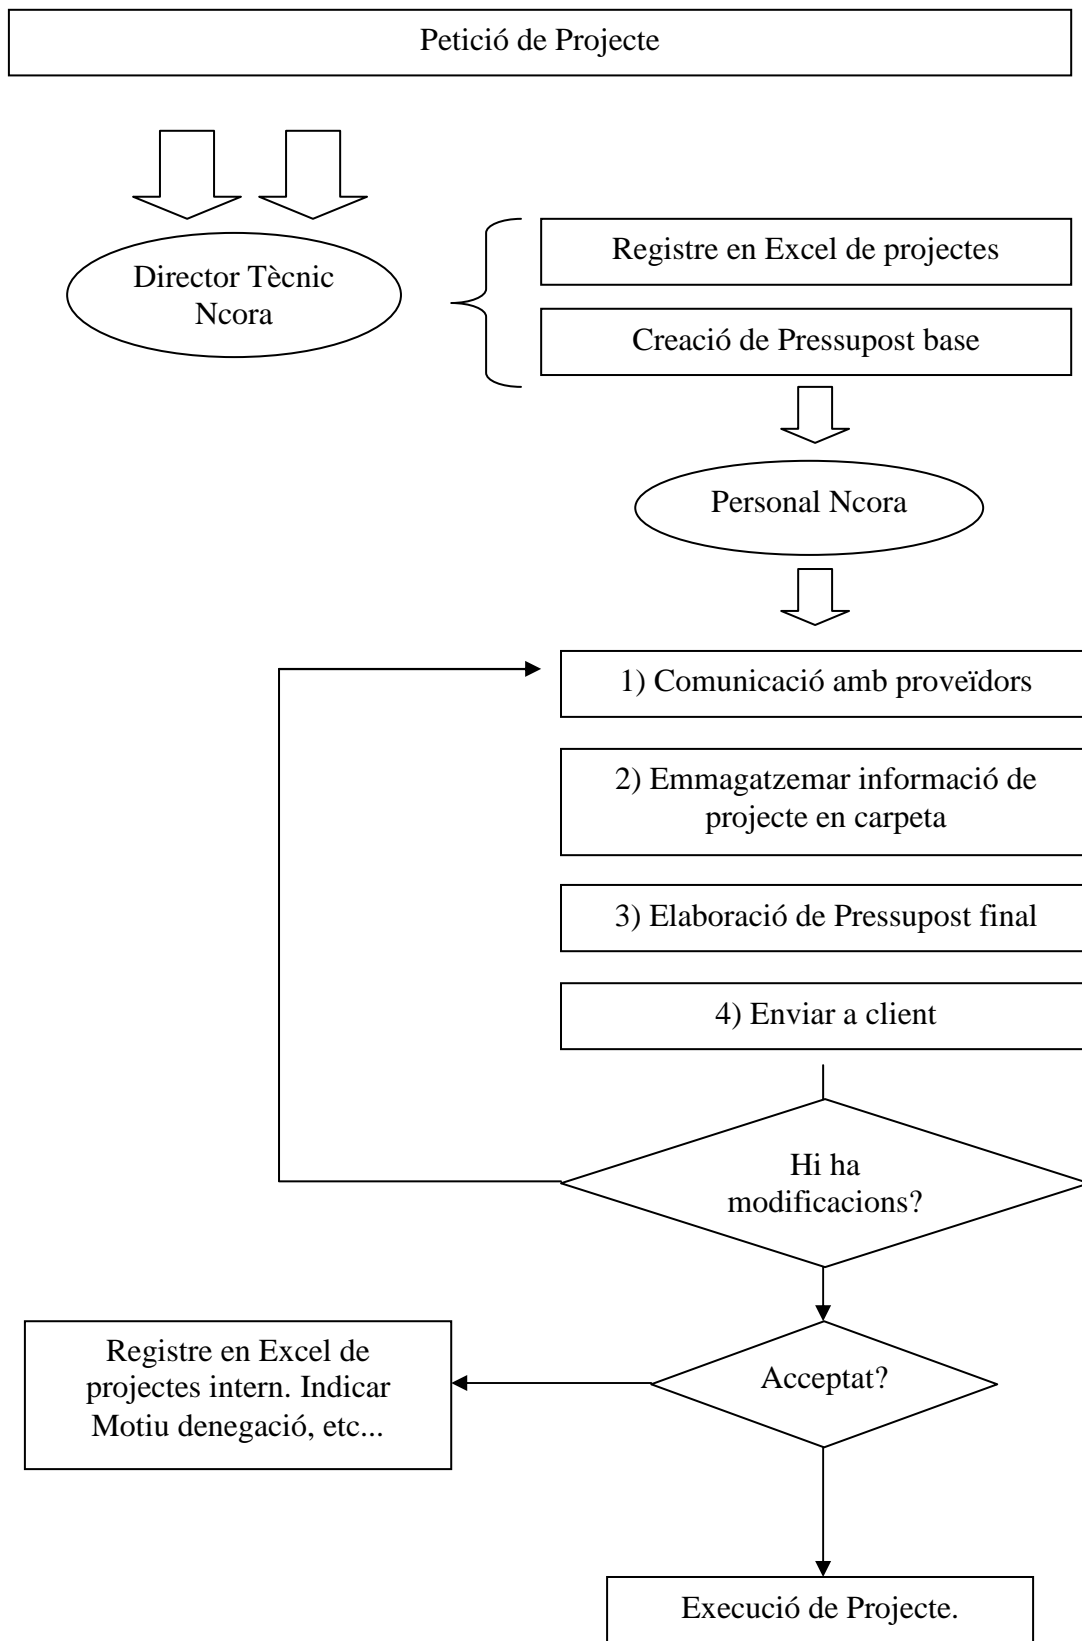 Petició de Projecte
Director Tècnic
Ncora
Registre en Excel de projectes
Creació de Pressupost base
Personal Ncora
1) Comunicació amb proveïdors
2) Emmagatzemar informació de
projecte en carpeta
3) Elaboració de Pressupost final
4) Enviar a client
Hi ha
modificacions?
Acceptat?
Registre en Excel de
projectes intern. Indicar
Motiu denegació, etc...
Execució de Projecte.